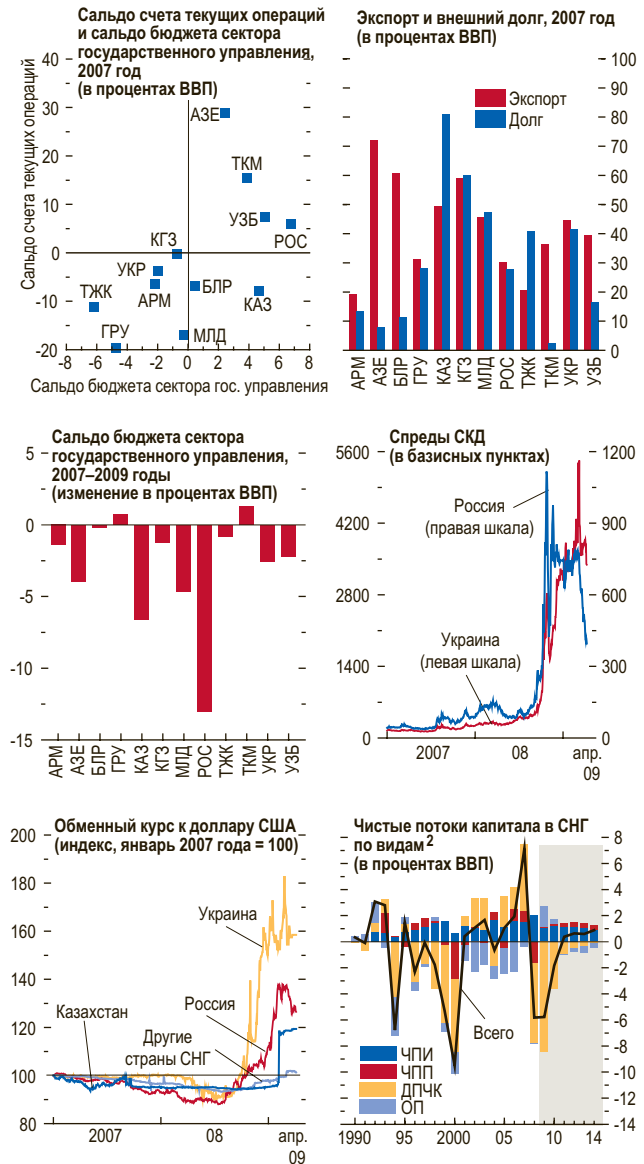 Сальдо счета текущих операций
и сальдо бюджета сектора
государственного управления,
2007 год
(в процентах ВВП)
40
30
20
10
0
-10
-20
Сальдо счета текущих операций
АЗЕ
ТКМ
УЗБ
РОС
КГЗ
УКР
ТЖК
АРМ
БЛР
КАЗ
ГРУ
МЛД
-8 -6 -4 -2 0 2 4 6 8
Сальдо бюджета сектора гос. управления
Экспорт и внешний долг, 2007 год
(в процентах ВВП)
100
90
80
70
60
50
40
30
20
10
0
Экспорт
Долг
АРМ
АЗЕ
БЛР
ГРУ
КАЗ
КГЗ
МЛД
РОС
ТЖК
ТКМ
УКР
УЗБ
Сальдо бюджета сектора
государственного управления,
2007–2009 годы
(изменение в процентах ВВП)
5
0
-5
-10
-15
АРМ
АЗЕ
БЛР
ГРУ
КАЗ
КГЗ
МЛД
РОС
ТЖК
ТКМ
УКР
УЗБ
Спреды СКД
(в базисных пунктах)
5600
4200
2800
1400
0
1200
900
600
300
0
Россия
(правая шкала)
Украина
(левая шкала)
2007 08 апр.
09
Обменный курс к доллару США
(индекс, январь 2007 года = 100)
200
180
160
140
120
100
80
Украина
Казахстан
Россия
Другие
страны СНГ
2007 08 апр.
09
Чистые потоки капитала в СНГ
по видам2
(в процентах ВВП)
8
6
4
2
0
-2
-4
-6
-8
-10
-12
-14
Всего
ЧПИ
ЧПП
ДПЧК
ОП
1990 95 2000 05 10 14